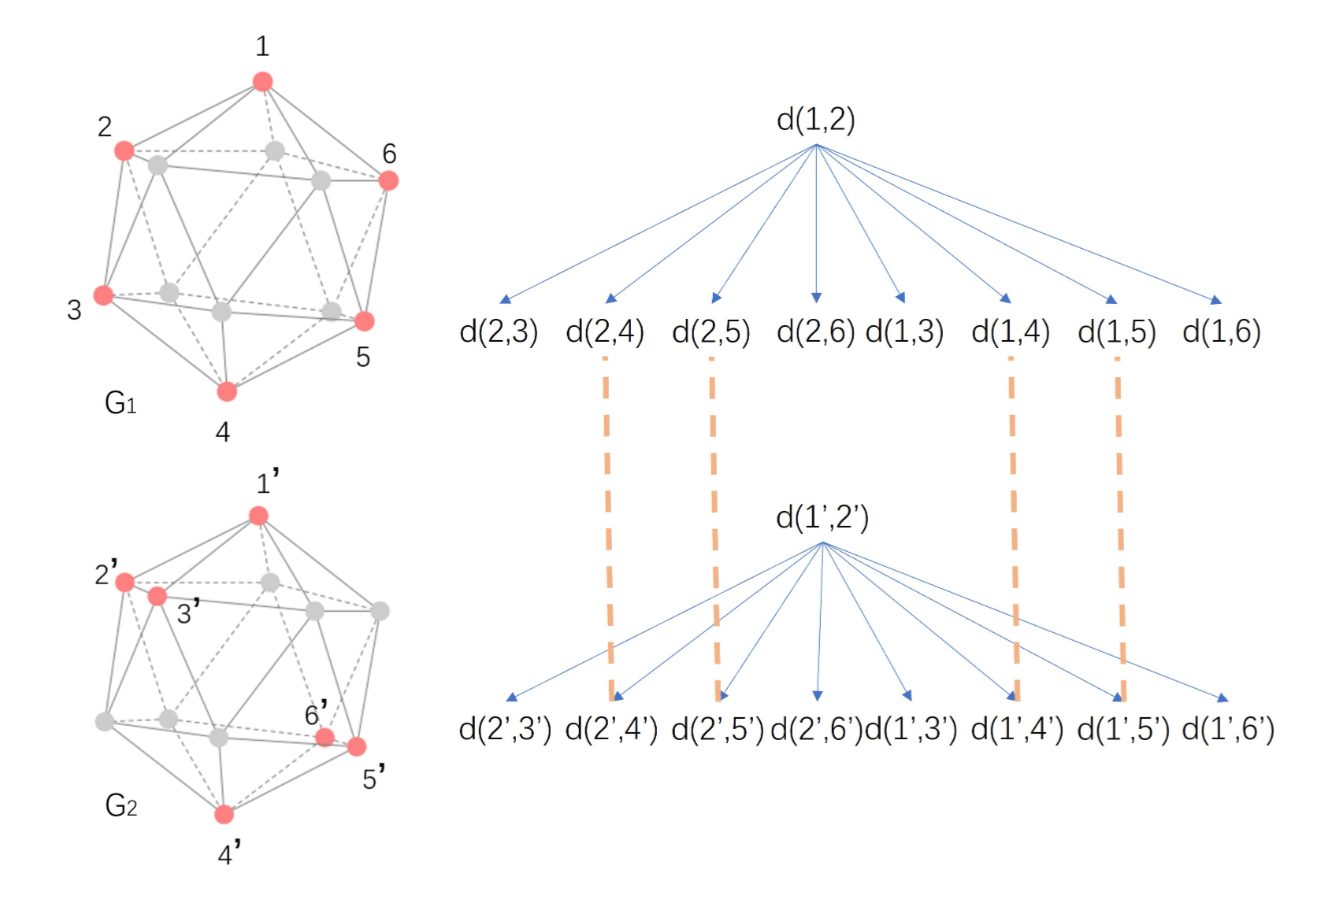 1
2
6
3
5
G1
4
d(1,2)
d(2,3) d(2,4) d(2,5) d(2,6) d(1,3) d(1,4) d(1,5) d(1,6)
1’
2’
3’
6’
5’
G2
4’
d(1’,2’)
d(2’,3’) d(2’,4’) d(2’,5’) d(2’,6’) d(1’,3’) d(1’,4’) d(1’,5’) d(1’,6’)